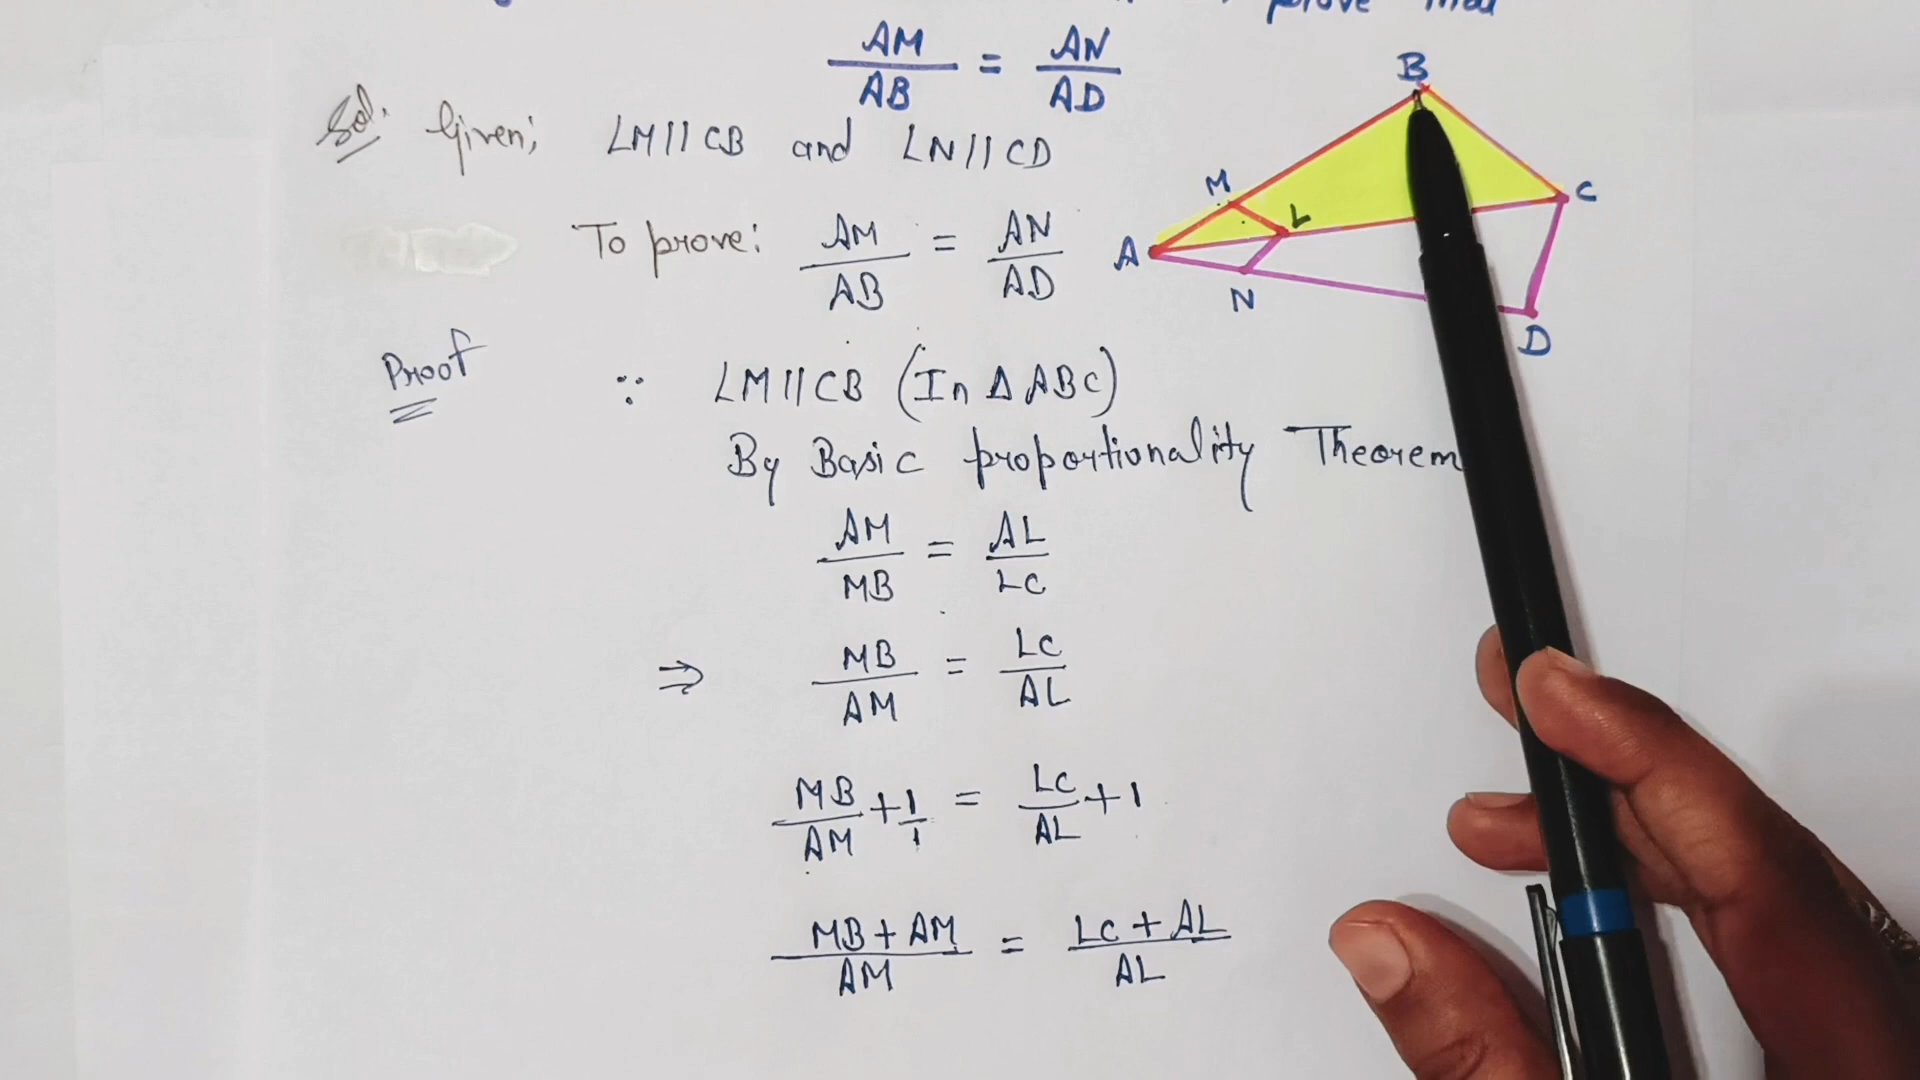 prove that
AM/AB = AN/AD
Sol. Given; LM || CB and LN || CD
To prove: AM/AB = AN/AD
Proof ∵ LM || CB (In Δ ABC)
By Basic proportionality Theorem
AM/MB = AL/LC
⇒ MB/AM = LC/AL
MB/AM + 1/1 = LC/AL + 1
MB + AM/AM = LC + AL/AL
B
M
L
C
A
N
D